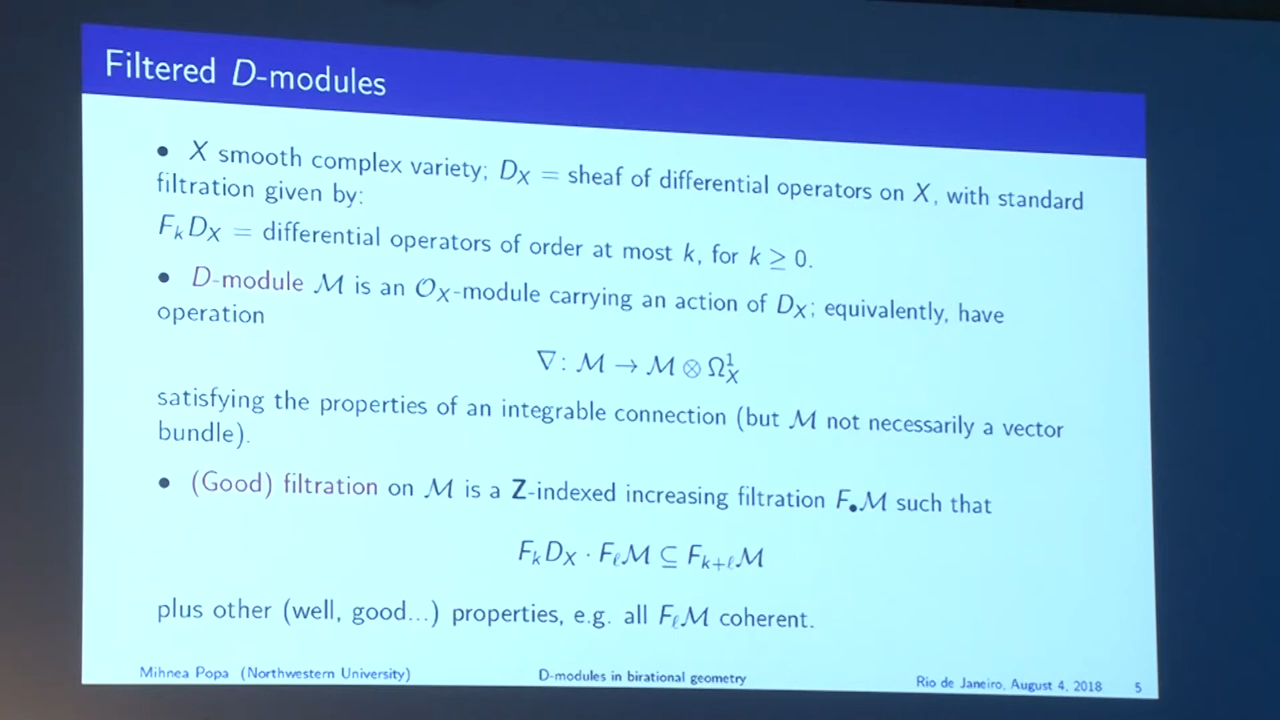 Filtered D-modules
• X smooth complex variety; D_X = sheaf of differential operators on X, with standard
filtration given by:
F_k D_X = differential operators of order at most k, for k ≥ 0.
• D-module ℳ is an 𝒪_X-module carrying an action of D_X; equivalently, have
operation
∇: ℳ → ℳ ⊗ Ω^1_X
satisfying the properties of an integrable connection (but ℳ not necessarily a vector
bundle).
• (Good) filtration on ℳ is a Z-indexed increasing filtration F_•ℳ such that
F_k D_X · F_ℓ ℳ ⊆ F_{k+ℓ} ℳ
plus other (well, good...) properties, e.g. all F_ℓ ℳ coherent.
Mihnea Popa (Northwestern University) D-modules in birational geometry Rio de Janeiro, August 4, 2018 5